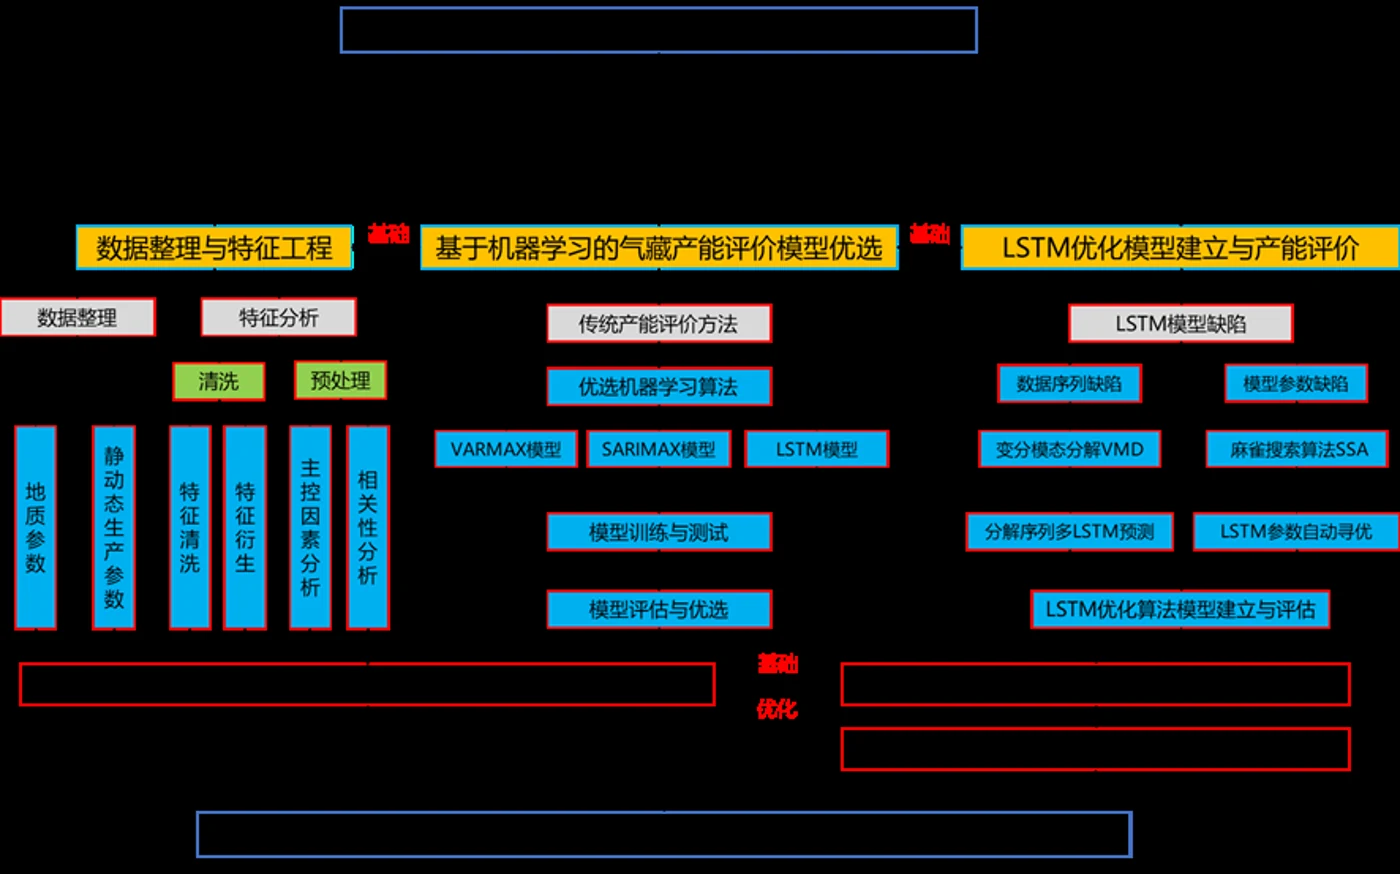 数据整理与特征工程
基础
基于机器学习的气藏产能评价模型优选
基础
LSTM优化模型建立与产能评价
数据整理
特征分析
清洗
预处理
地质参数
静动态生产参数
特征清洗
特征衍生
主控因素分析
相关性分析
传统产能评价方法
优选机器学习算法
VARMAX模型
SARIMAX模型
LSTM模型
模型训练与测试
模型评估与优选
LSTM模型缺陷
数据序列缺陷
模型参数缺陷
变分模态分解VMD
麻雀搜索算法SSA
分解序列多LSTM预测
LSTM参数自动寻优
LSTM优化算法模型建立与评估
基础
优化